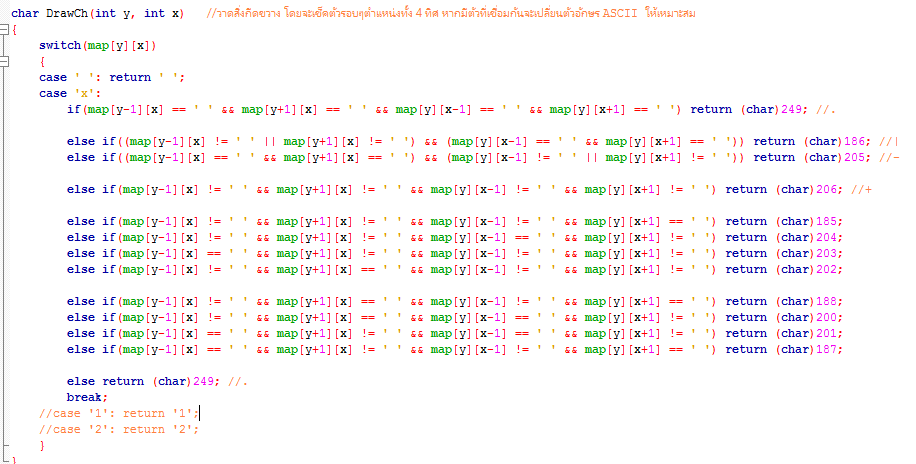 char DrawCh(int y, int x)   //วาดสิ่งกีดขวาง โดยจะเช็คตัวรอบๆตำแหน่งทั้ง 4 ทิศ หากมีตัวที่เชื่อมกันจะเปลี่ยนตัวอักษร ASCII ให้เหมาะสม
{
    switch(map[y][x])
    {
    case ' ': return ' ';
    case 'x':
        if(map[y-1][x] == ' ' && map[y+1][x] == ' ' && map[y][x-1] == ' ' && map[y][x+1] == ' ') return (char)249; //.
        else if((map[y-1][x] != ' ' || map[y+1][x] != ' ') && (map[y][x-1] == ' ' && map[y][x+1] == ' ')) return (char)186; //|
        else if((map[y-1][x] == ' ' && map[y+1][x] == ' ') && (map[y][x-1] != ' ' || map[y][x+1] != ' ')) return (char)205; //-
        else if(map[y-1][x] != ' ' && map[y+1][x] != ' ' && map[y][x-1] != ' ' && map[y][x+1] != ' ') return (char)206; //+
        else if(map[y-1][x] != ' ' && map[y+1][x] != ' ' && map[y][x-1] != ' ' && map[y][x+1] == ' ') return (char)185;
        else if(map[y-1][x] != ' ' && map[y+1][x] != ' ' && map[y][x-1] == ' ' && map[y][x+1] != ' ') return (char)204;
        else if(map[y-1][x] == ' ' && map[y+1][x] != ' ' && map[y][x-1] != ' ' && map[y][x+1] != ' ') return (char)203;
        else if(map[y-1][x] != ' ' && map[y+1][x] == ' ' && map[y][x-1] != ' ' && map[y][x+1] != ' ') return (char)202;
        else if(map[y-1][x] != ' ' && map[y+1][x] == ' ' && map[y][x-1] != ' ' && map[y][x+1] == ' ') return (char)188;
        else if(map[y-1][x] != ' ' && map[y+1][x] == ' ' && map[y][x-1] == ' ' && map[y][x+1] != ' ') return (char)200;
        else if(map[y-1][x] == ' ' && map[y+1][x] != ' ' && map[y][x-1] == ' ' && map[y][x+1] != ' ') return (char)201;
        else if(map[y-1][x] == ' ' && map[y+1][x] != ' ' && map[y][x-1] != ' ' && map[y][x+1] == ' ') return (char)187;
        else return (char)249; //.
        break;
    //case '1': return '1';
    //case '2': return '2';
    }
}